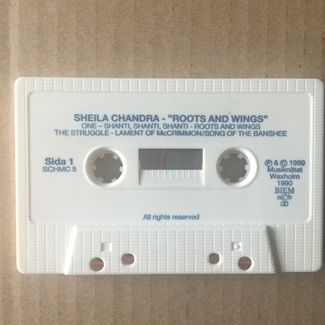 SHEILA CHANDRA - "ROOTS AND WINGS"
ONE – SHANTI, SHANTI, SHANTI - ROOTS AND WINGS
THE STRUGGLE - LAMENT OF McCRIMMON/SONG OF THE BANSHEE
Sida 1
SCHMC 5
℗ & © 1989
Musiknätet
Waxholm
1990
BIEM
n©b
All rights reserved